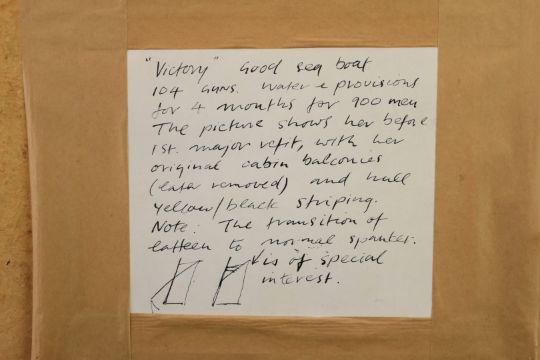 "Victory" Good sea boat
104 Guns. Water & provisions
for 4 months for 900 men
The picture shows her before
1st. major refit, with her
original cabin balconies
(later removed) and hull
yellow/black striping.
Note: The transition of
latteen to normal spanker.
is of special
interest.